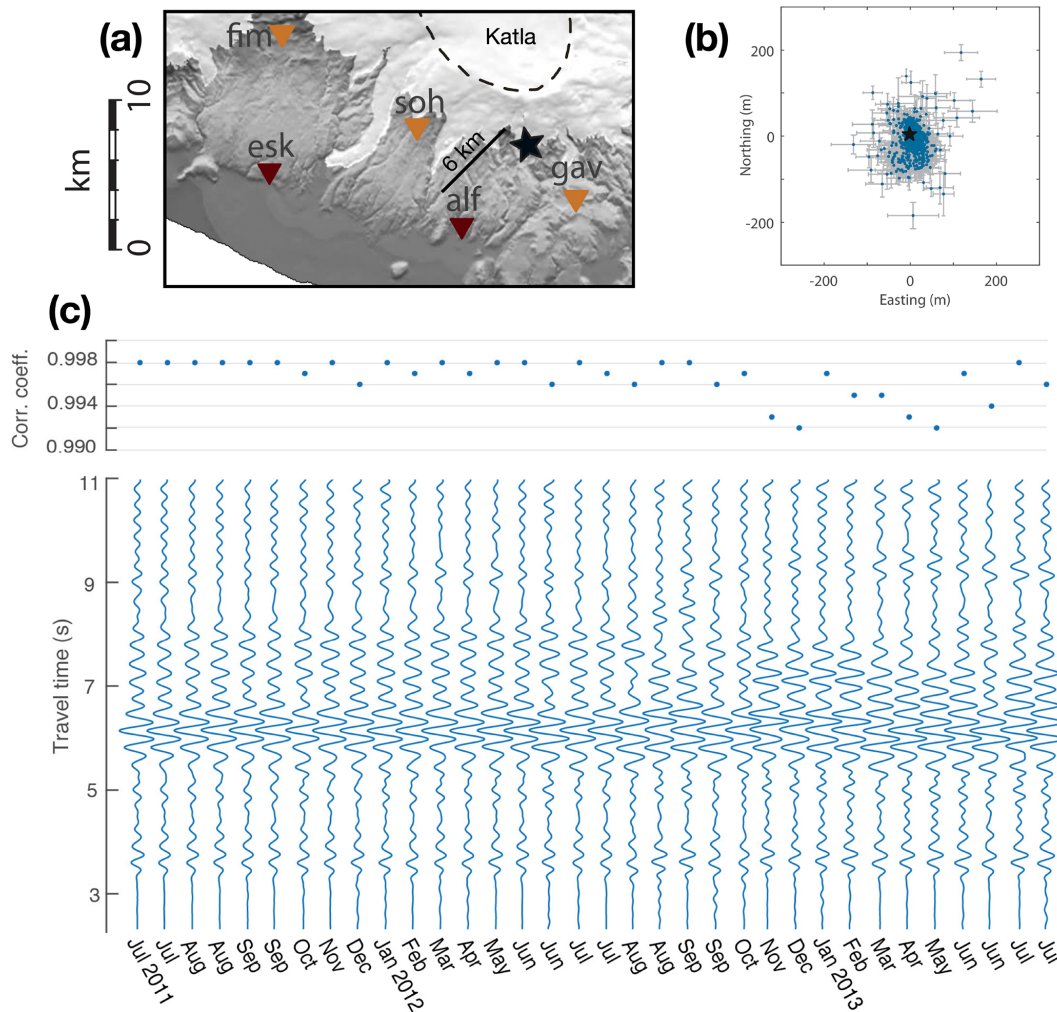 (a)
fim
Katla
soh
esk
6 km
gav
alf
10
km
0
(b)
200
0
-200
Northing (m)
-200
0
200
Easting (m)
(c)
Corr. coeff.
0.998
0.994
0.990
Travel time (s)
11
9
7
5
3
Jul 2011
Jul
Aug
Aug
Sep
Sep
Oct
Nov
Dec
Jan 2012
Feb
Mar
Apr
May
Jun
Jun
Jul
Jul
Aug
Aug
Sep
Sep
Oct
Nov
Dec
Jan 2013
Feb
Mar
Apr
May
Jun
Jun
Jul
Jul